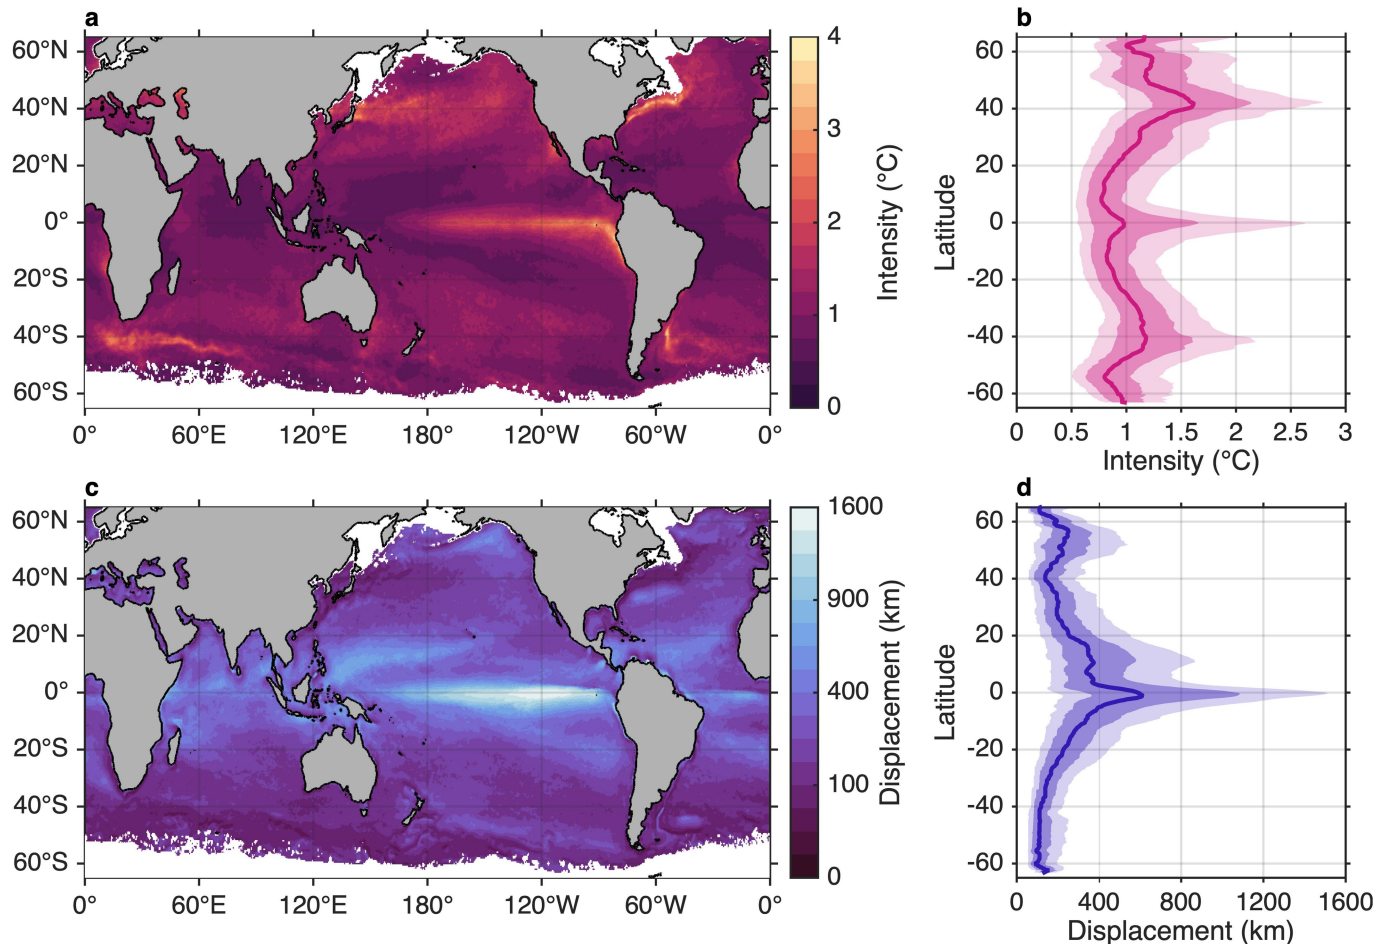 a
60°N
40°N
20°N
0°
20°S
40°S
60°S
0°
60°E
120°E
180°
120°W
60°W
0°
4
3
2
1
0
Intensity (°C)
b
60
40
20
0
-20
-40
-60
Latitude
0
0.5
1
1.5
2
2.5
3
Intensity (°C)
c
60°N
40°N
20°N
0°
20°S
40°S
60°S
0°
60°E
120°E
180°
120°W
60°W
0°
1600
900
400
100
0
Displacement (km)
d
60
40
20
0
-20
-40
-60
Latitude
0
400
800
1200
1600
Displacement (km)